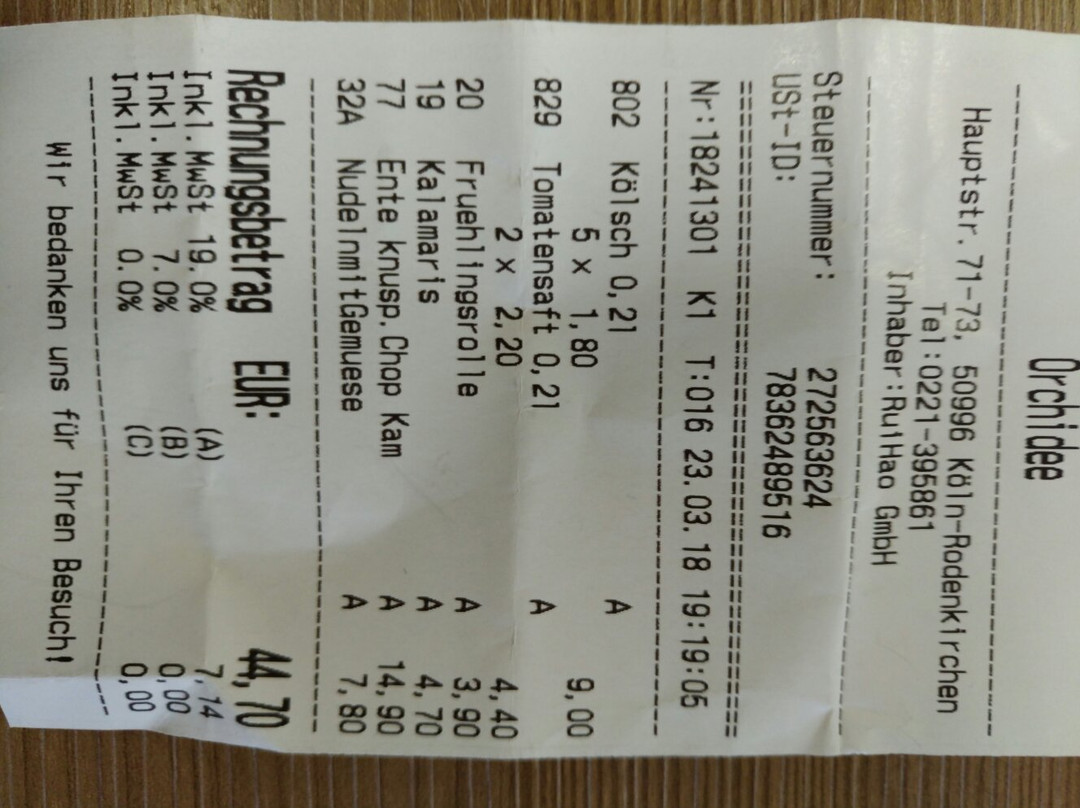 Orchidee
Hauptstr. 71-73, 50996 Köln-Rodenkirchen
Tel:0221-395861
Inhaber:RuiHao GmbH
Steuernummer: 272563624
USt-ID: 78362489516
Nr:18241301 K1 T:016 23.03.18 19:19:05
802 Kölsch 0,2l A
5 x 1,80 9,00
829 Tomatensaft 0,2l A
2 x 2,20 4,40
20 Fruehlingsrolle A 3,90
19 Kalamaris A 4,70
77 Ente knusp.Chop Kam A 14,90
32A NudelnmitGemuese A 7,80
Rechnungsbetrag EUR: 44,70
Inkl.MwSt 19.0% (A) 7,14
Inkl.MwSt 7.0% (B) 0,00
Inkl.MwSt 0.0% (C) 0,00
Wir bedanken uns für Ihren Besuch!